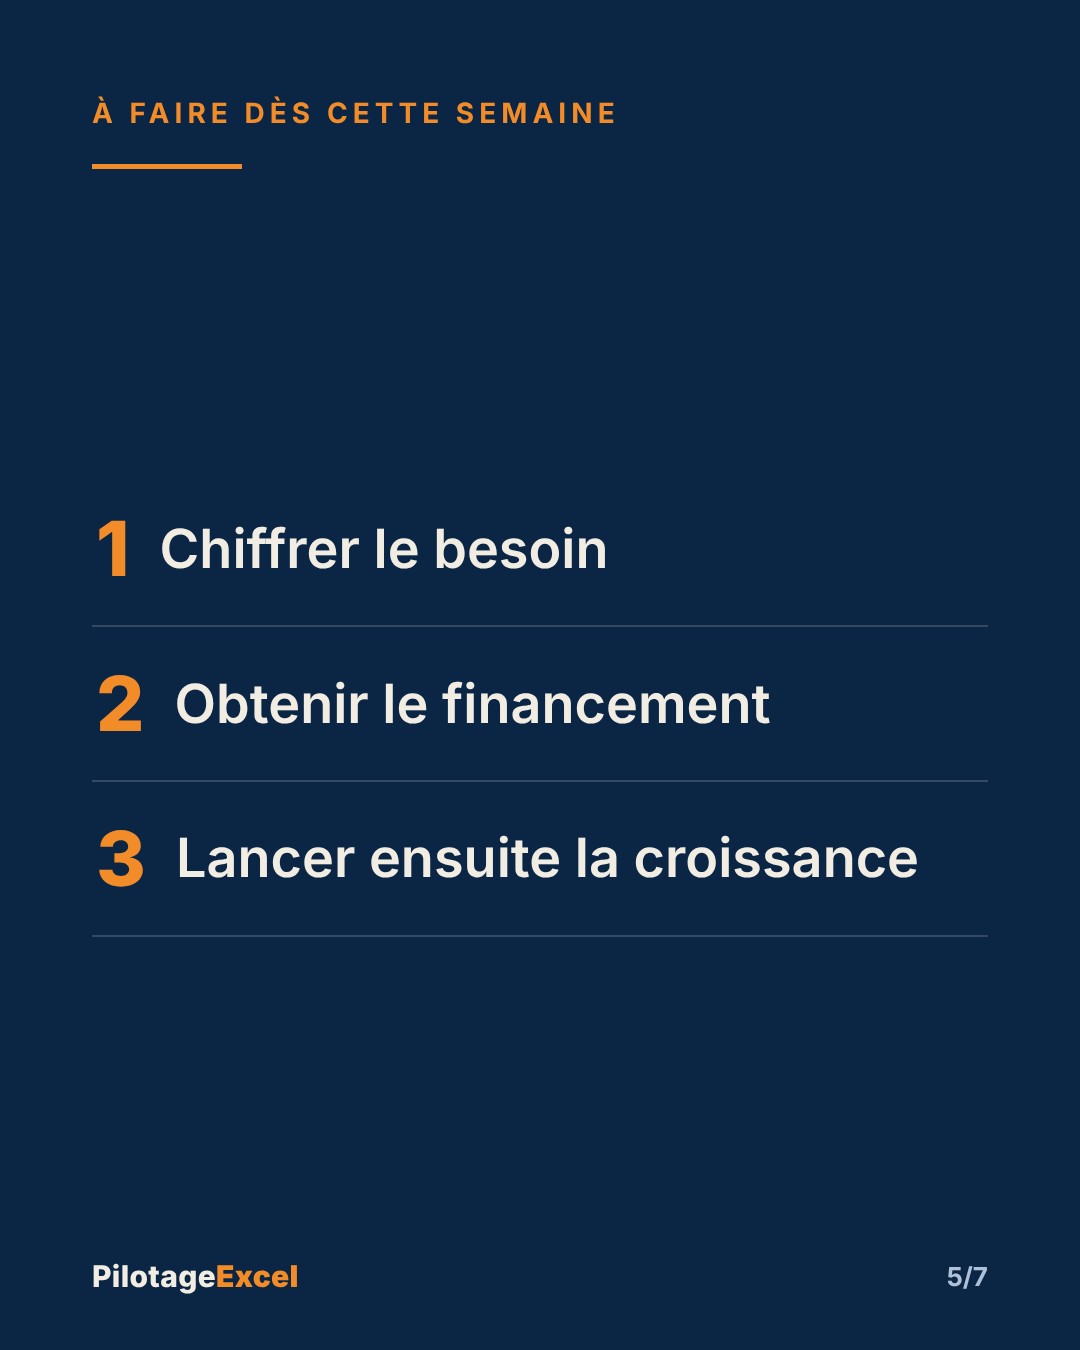 À FAIRE DÈS CETTE SEMAINE
1 Chiffrer le besoin
2 Obtenir le financement
3 Lancer ensuite la croissance
PilotageExcel
5/7